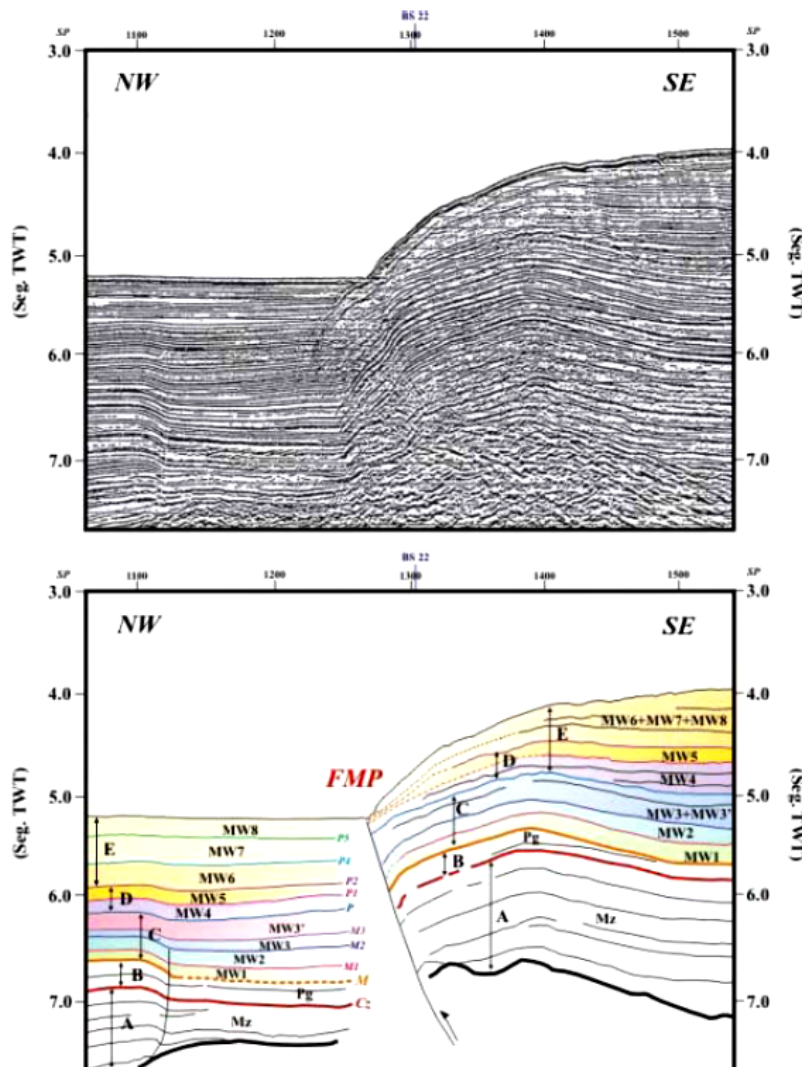 BS 22
SP 1100 1200 1300 1400 1500 SP
3.0 3.0
NW SE
4.0 4.0
(Seg. TWT) (Seg. TWT)
5.0 5.0
6.0 6.0
7.0 7.0
BS 22
SP 1100 1200 1300 1400 1500 SP
3.0 3.0
NW SE
4.0 4.0
MW6+MW7+MW8
E
D MW5
FMP
MW4
(Seg. TWT) (Seg. TWT)
5.0 C 5.0
MW3+MW3'
MW8
MW2
E P5
Pg
MW7 B MW1
P4
MW6
6.0 P2 6.0
D MW5 P1
A Mz
MW4 P
C MW3' M3
MW3 M2
MW2 M1
B MW1 M
Pg
7.0 Cz 7.0
A Mz